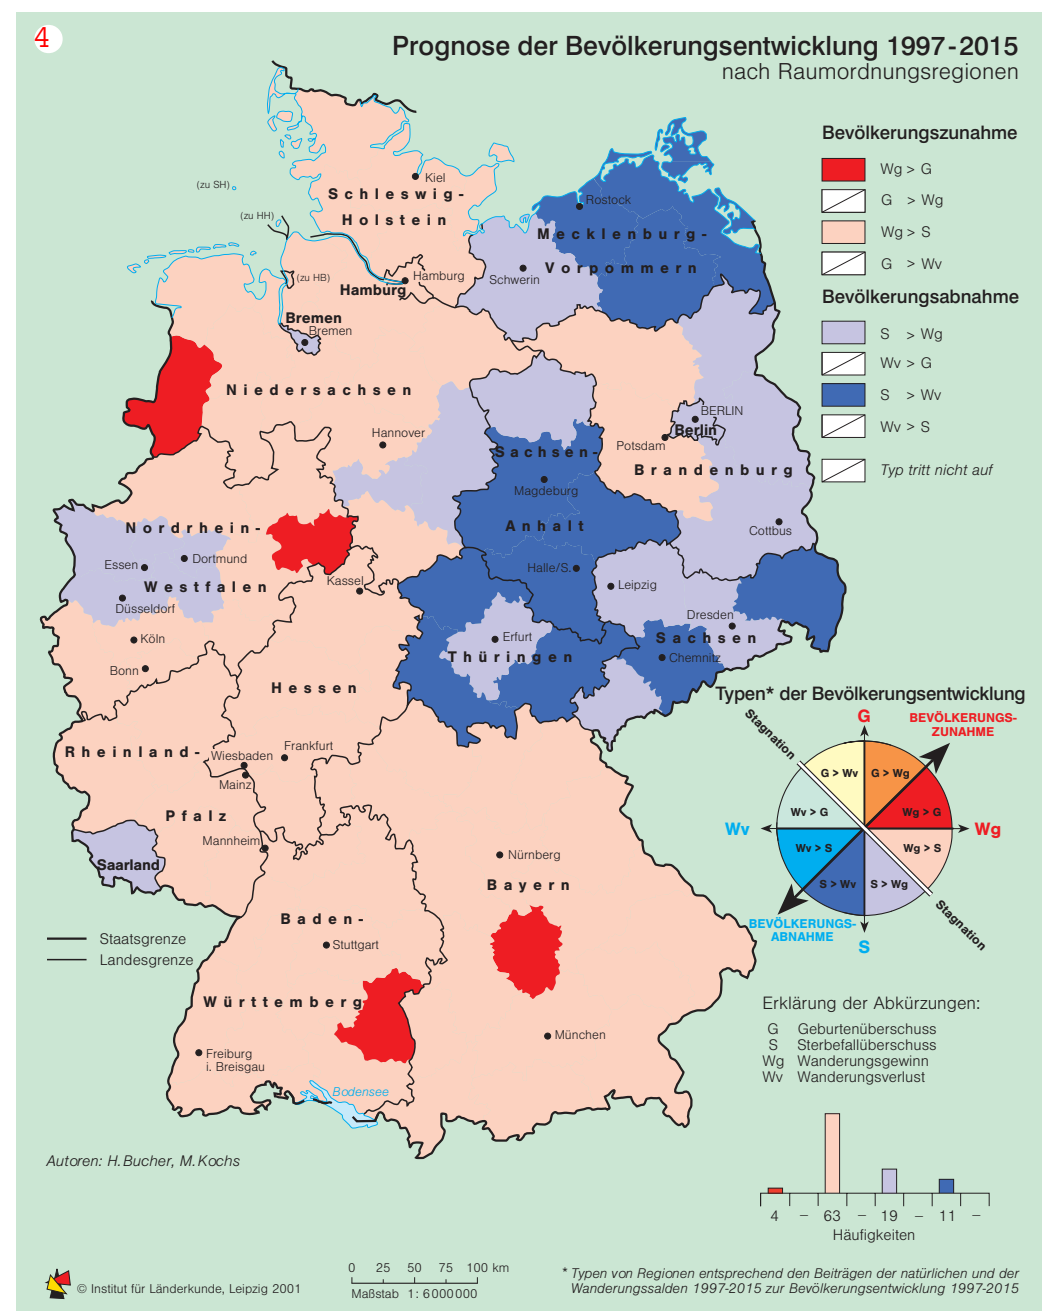 4
Prognose der Bevölkerungsentwicklung 1997-2015
nach Raumordnungsregionen
Bevölkerungszunahme
Wg > G
G > Wg
Wg > S
G > Wv
Bevölkerungsabnahme
S > Wg
Wv > G
S > Wv
Wv > S
Typ tritt nicht auf
(zu SH)
Kiel
Schleswig-
Holstein
(zu HH)
Rostock
Mecklenburg-
Vorpommern
Schwerin
(zu HB)
Hamburg
Hamburg
Bremen
Bremen
Niedersachsen
Hannover
BERLIN
Berlin
Potsdam
Brandenburg
Sachsen-
Magdeburg
Anhalt
Cottbus
Nordrhein-
Dortmund
Essen
Westfalen
Düsseldorf
Kassel
Halle/S.
Leipzig
Dresden
Sachsen
Chemnitz
Köln
Bonn
Erfurt
Thüringen
Hessen
Rheinland-
Wiesbaden
Frankfurt
Mainz
Pfalz
Mannheim
Saarland
Nürnberg
Bayern
Baden-
Stuttgart
Württemberg
München
Freiburg
i. Breisgau
Bodensee
Typen* der Bevölkerungsentwicklung
Stagnation
G
BEVÖLKERUNGS-
ZUNAHME
G > Wv
G > Wg
Wv > G
Wg > G
Wv
Wg
Wv > S
Wg > S
S > Wv
S > Wg
BEVÖLKERUNGS-
ABNAHME
S
Stagnation
Staatsgrenze
Landesgrenze
Erklärung der Abkürzungen:
G Geburtenüberschuss
S Sterbefallüberschuss
Wg Wanderungsgewinn
Wv Wanderungsverlust
4 – 63 – 19 – 11 –
Häufigkeiten
Autoren: H.Bucher, M.Kochs
© Institut für Länderkunde, Leipzig 2001
0 25 50 75 100 km
Maßstab 1: 6000000
* Typen von Regionen entsprechend den Beiträgen der natürlichen und der
Wanderungssalden 1997-2015 zur Bevölkerungsentwicklung 1997-2015